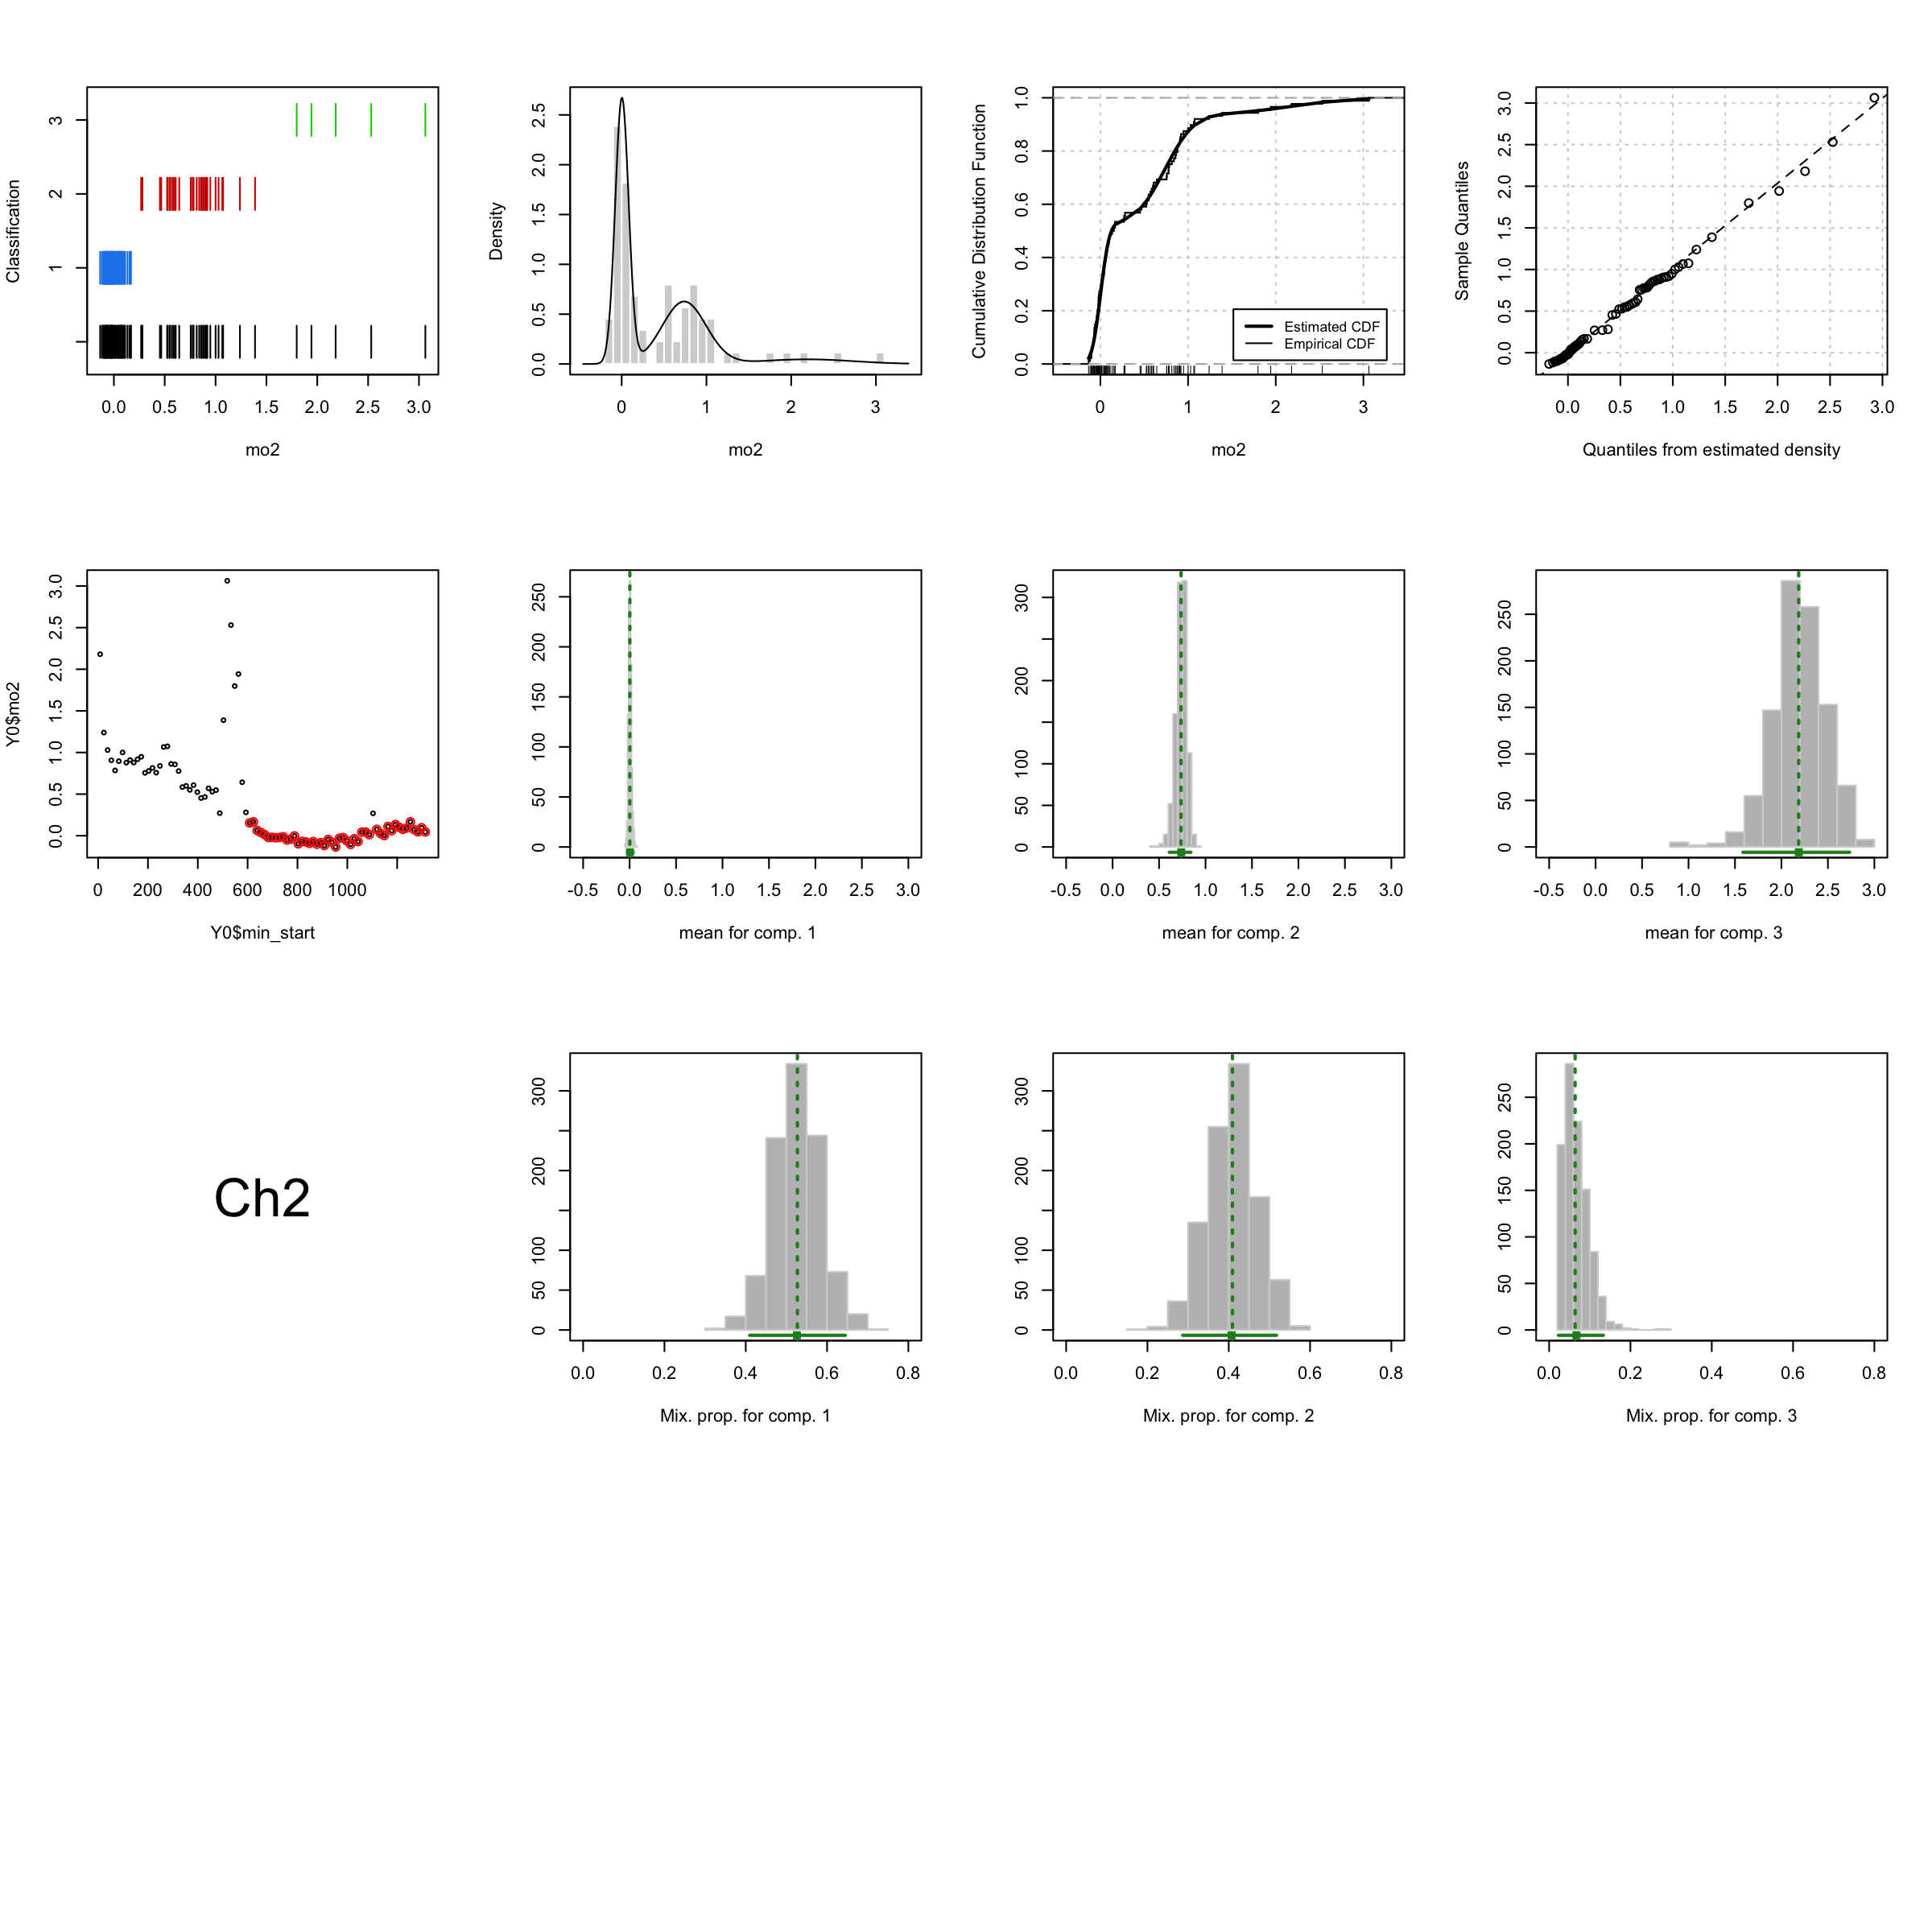 Classification
3
2
1
0.0 0.5 1.0 1.5 2.0 2.5 3.0
mo2
Density
2.5
2.0
1.5
1.0
0.5
0.0
0 1 2 3
mo2
Cumulative Distribution Function
1.0
0.8
0.6
0.4
0.2
0.0
Estimated CDF
Empirical CDF
0 1 2 3
mo2
Sample Quantiles
3.0
2.5
2.0
1.5
1.0
0.5
0.0
0.0 0.5 1.0 1.5 2.0 2.5 3.0
Quantiles from estimated density
Y0$mo2
3.0
2.5
2.0
1.5
1.0
0.5
0.0
0 200 400 600 800 1000
Y0$min_start
250
200
150
100
50
0
-0.5 0.0 0.5 1.0 1.5 2.0 2.5 3.0
mean for comp. 1
300
200
100
50
0
-0.5 0.0 0.5 1.0 1.5 2.0 2.5 3.0
mean for comp. 2
250
200
150
100
50
0
-0.5 0.0 0.5 1.0 1.5 2.0 2.5 3.0
mean for comp. 3
Ch2
300
200
100
50
0
0.0 0.2 0.4 0.6 0.8
Mix. prop. for comp. 1
300
200
100
50
0
0.0 0.2 0.4 0.6 0.8
Mix. prop. for comp. 2
250
200
150
100
50
0
0.0 0.2 0.4 0.6 0.8
Mix. prop. for comp. 3